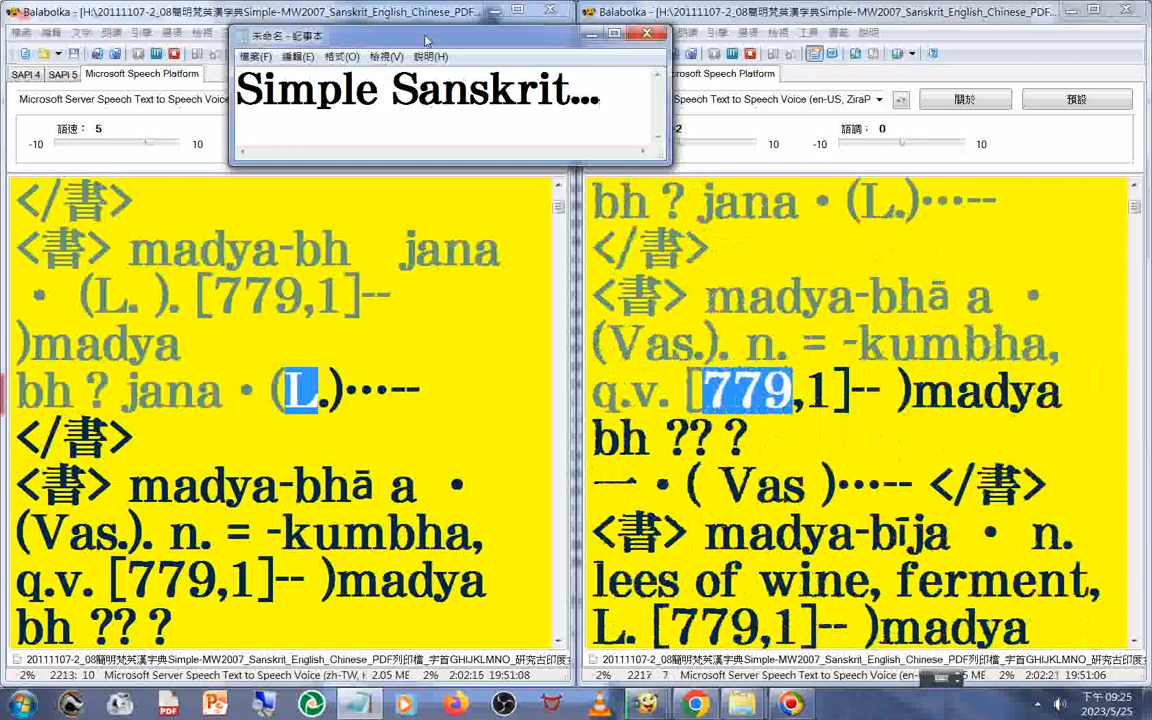 Balabolka - [H:\20111107-2_08簡明梵英漢字典Simple-MW2007_Sanskrit_English_Chinese_PDF...
Balabolka - [H:\20111107-2_08簡明梵英漢字典Simple-MW2007_Sanskrit_English_Chinese_PDF...
未命名 - 記事本
檔案(F) 編輯(E) 格式(O) 檢視(V) 說明(H)
Simple Sanskrit...
SAPI 4 SAPI 5 Microsoft Speech Platform
Microsoft Server Speech Text to Speech Voice
語速： 5
-10 10
Speech Platform
Speech Text to Speech Voice (en-US, ZiraP
關於 預設
-2 語調： 0
10 -10 10
</書>
<書> madya-bh jana
• (L. ). [779,1]--
)madya
bh ? jana • (L.)…--
</書>
<書> madya-bhā a •
(Vas.). n. = -kumbha,
q.v. [779,1]-- )madya
bh ?? ?
bh ? jana • (L.)…--
</書>
<書> madya-bhā a •
(Vas.). n. = -kumbha,
q.v. [779,1]-- )madya
bh ?? ?
一 • ( Vas )…-- </書>
<書> madya-bīja • n.
lees of wine, ferment,
L. [779,1]-- )madya
20111107-2_08簡明梵英漢字典Simple-MW2007_Sanskrit_English_Chinese_PDF列印檔_字首GHIJKLMNO_研究古印度
20111107-2_08簡明梵英漢字典Simple-MW2007_Sanskrit_English_Chinese_PDF列印檔_字首GHIJKLMNO_研究古印度
2% 2213: 10 Microsoft Server Speech Text to Speech Voice (zh-TW, H 2.05 ME 2% 2:02:15 19:51:08
2% 2217 7 Microsoft Server Speech Text to Speech Voice (en- ME 2% 2:02:21 19:51:06
下午 09:25
2023/5/25